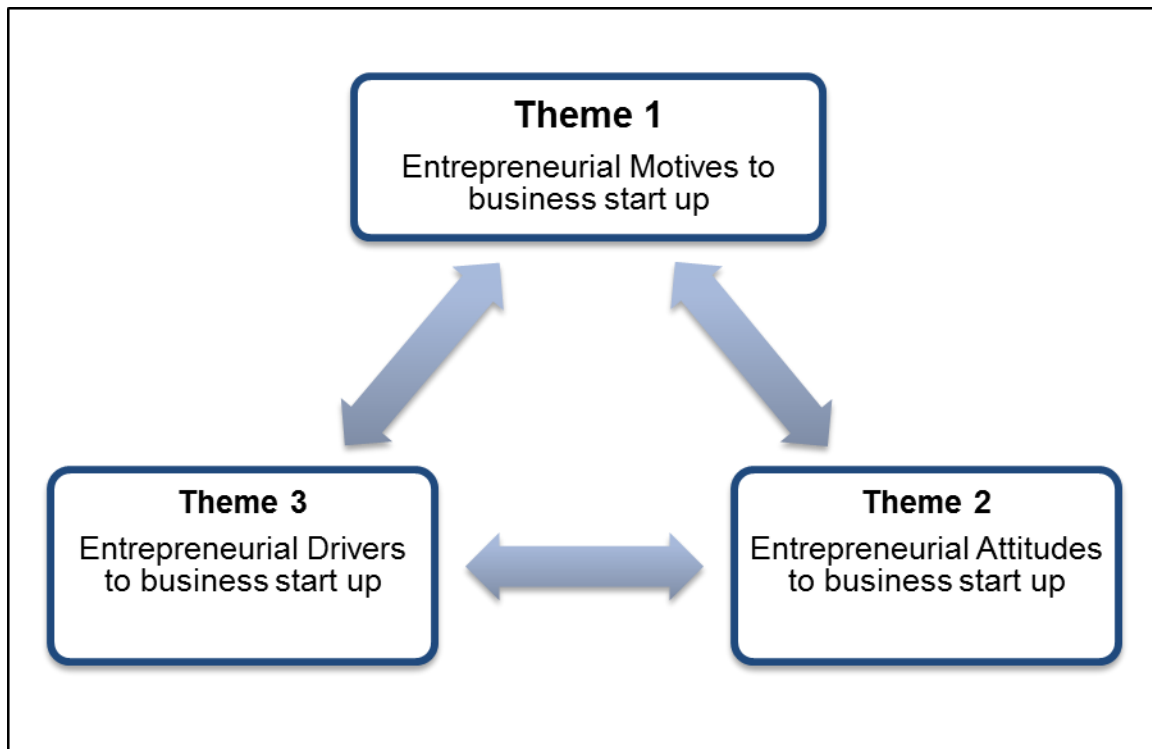 Theme 1
Entrepreneurial Motives to
business start up
Theme 3
Entrepreneurial Drivers
to business start up
Theme 2
Entrepreneurial Attitudes
to business start up